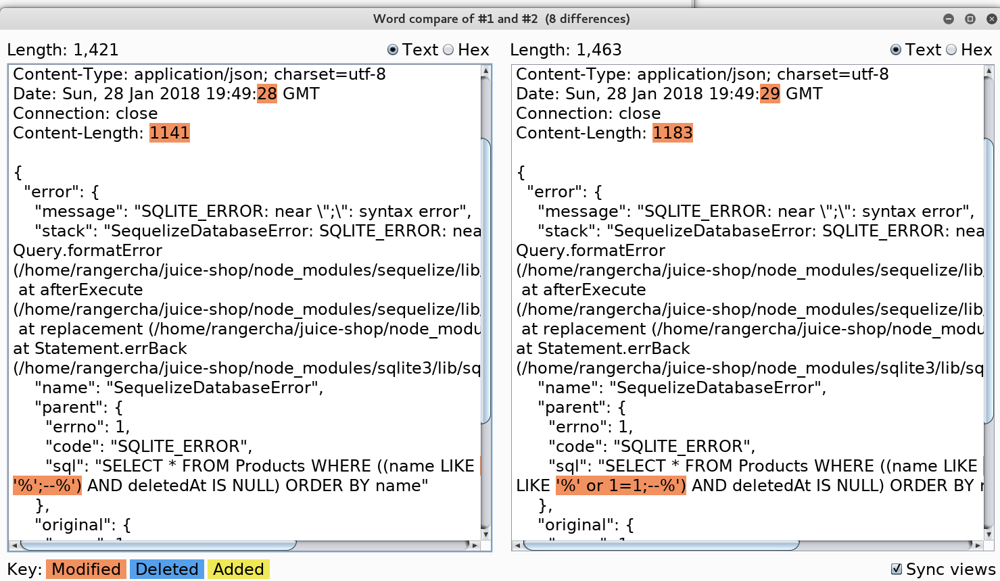 Word compare of #1 and #2 (8 differences)
Length: 1,421
Text
Hex
Content-Type: application/json; charset=utf-8
Date: Sun, 28 Jan 2018 19:49:28 GMT
Connection: close
Content-Length: 1141
{
"error": {
"message": "SQLITE_ERROR: near \";\": syntax error",
"stack": "SequelizeDatabaseError: SQLITE_ERROR: nea
Query.formatError
(/home/rangercha/juice-shop/node_modules/sequelize/lib/
at afterExecute
(/home/rangercha/juice-shop/node_modules/sequelize/lib/
at replacement (/home/rangercha/juice-shop/node_modu
at Statement.errBack
(/home/rangercha/juice-shop/node_modules/sqlite3/lib/sq
"name": "SequelizeDatabaseError",
"parent": {
"errno": 1,
"code": "SQLITE_ERROR",
"sql": "SELECT * FROM Products WHERE ((name LIKE
'%';--%') AND deletedAt IS NULL) ORDER BY name"
},
"original": {
Length: 1,463
Text
Hex
Content-Type: application/json; charset=utf-8
Date: Sun, 28 Jan 2018 19:49:29 GMT
Connection: close
Content-Length: 1183
{
"error": {
"message": "SQLITE_ERROR: near \";\": syntax error",
"stack": "SequelizeDatabaseError: SQLITE_ERROR: nea
Query.formatError
(/home/rangercha/juice-shop/node_modules/sequelize/lib/
at afterExecute
(/home/rangercha/juice-shop/node_modules/sequelize/lib/
at replacement (/home/rangercha/juice-shop/node_modu
at Statement.errBack
(/home/rangercha/juice-shop/node_modules/sqlite3/lib/sq
"name": "SequelizeDatabaseError",
"parent": {
"errno": 1,
"code": "SQLITE_ERROR",
"sql": "SELECT * FROM Products WHERE ((name LIKE
LIKE '%' or 1=1;--%') AND deletedAt IS NULL) ORDER BY
},
"original": {
Key: Modified Deleted Added
Sync views